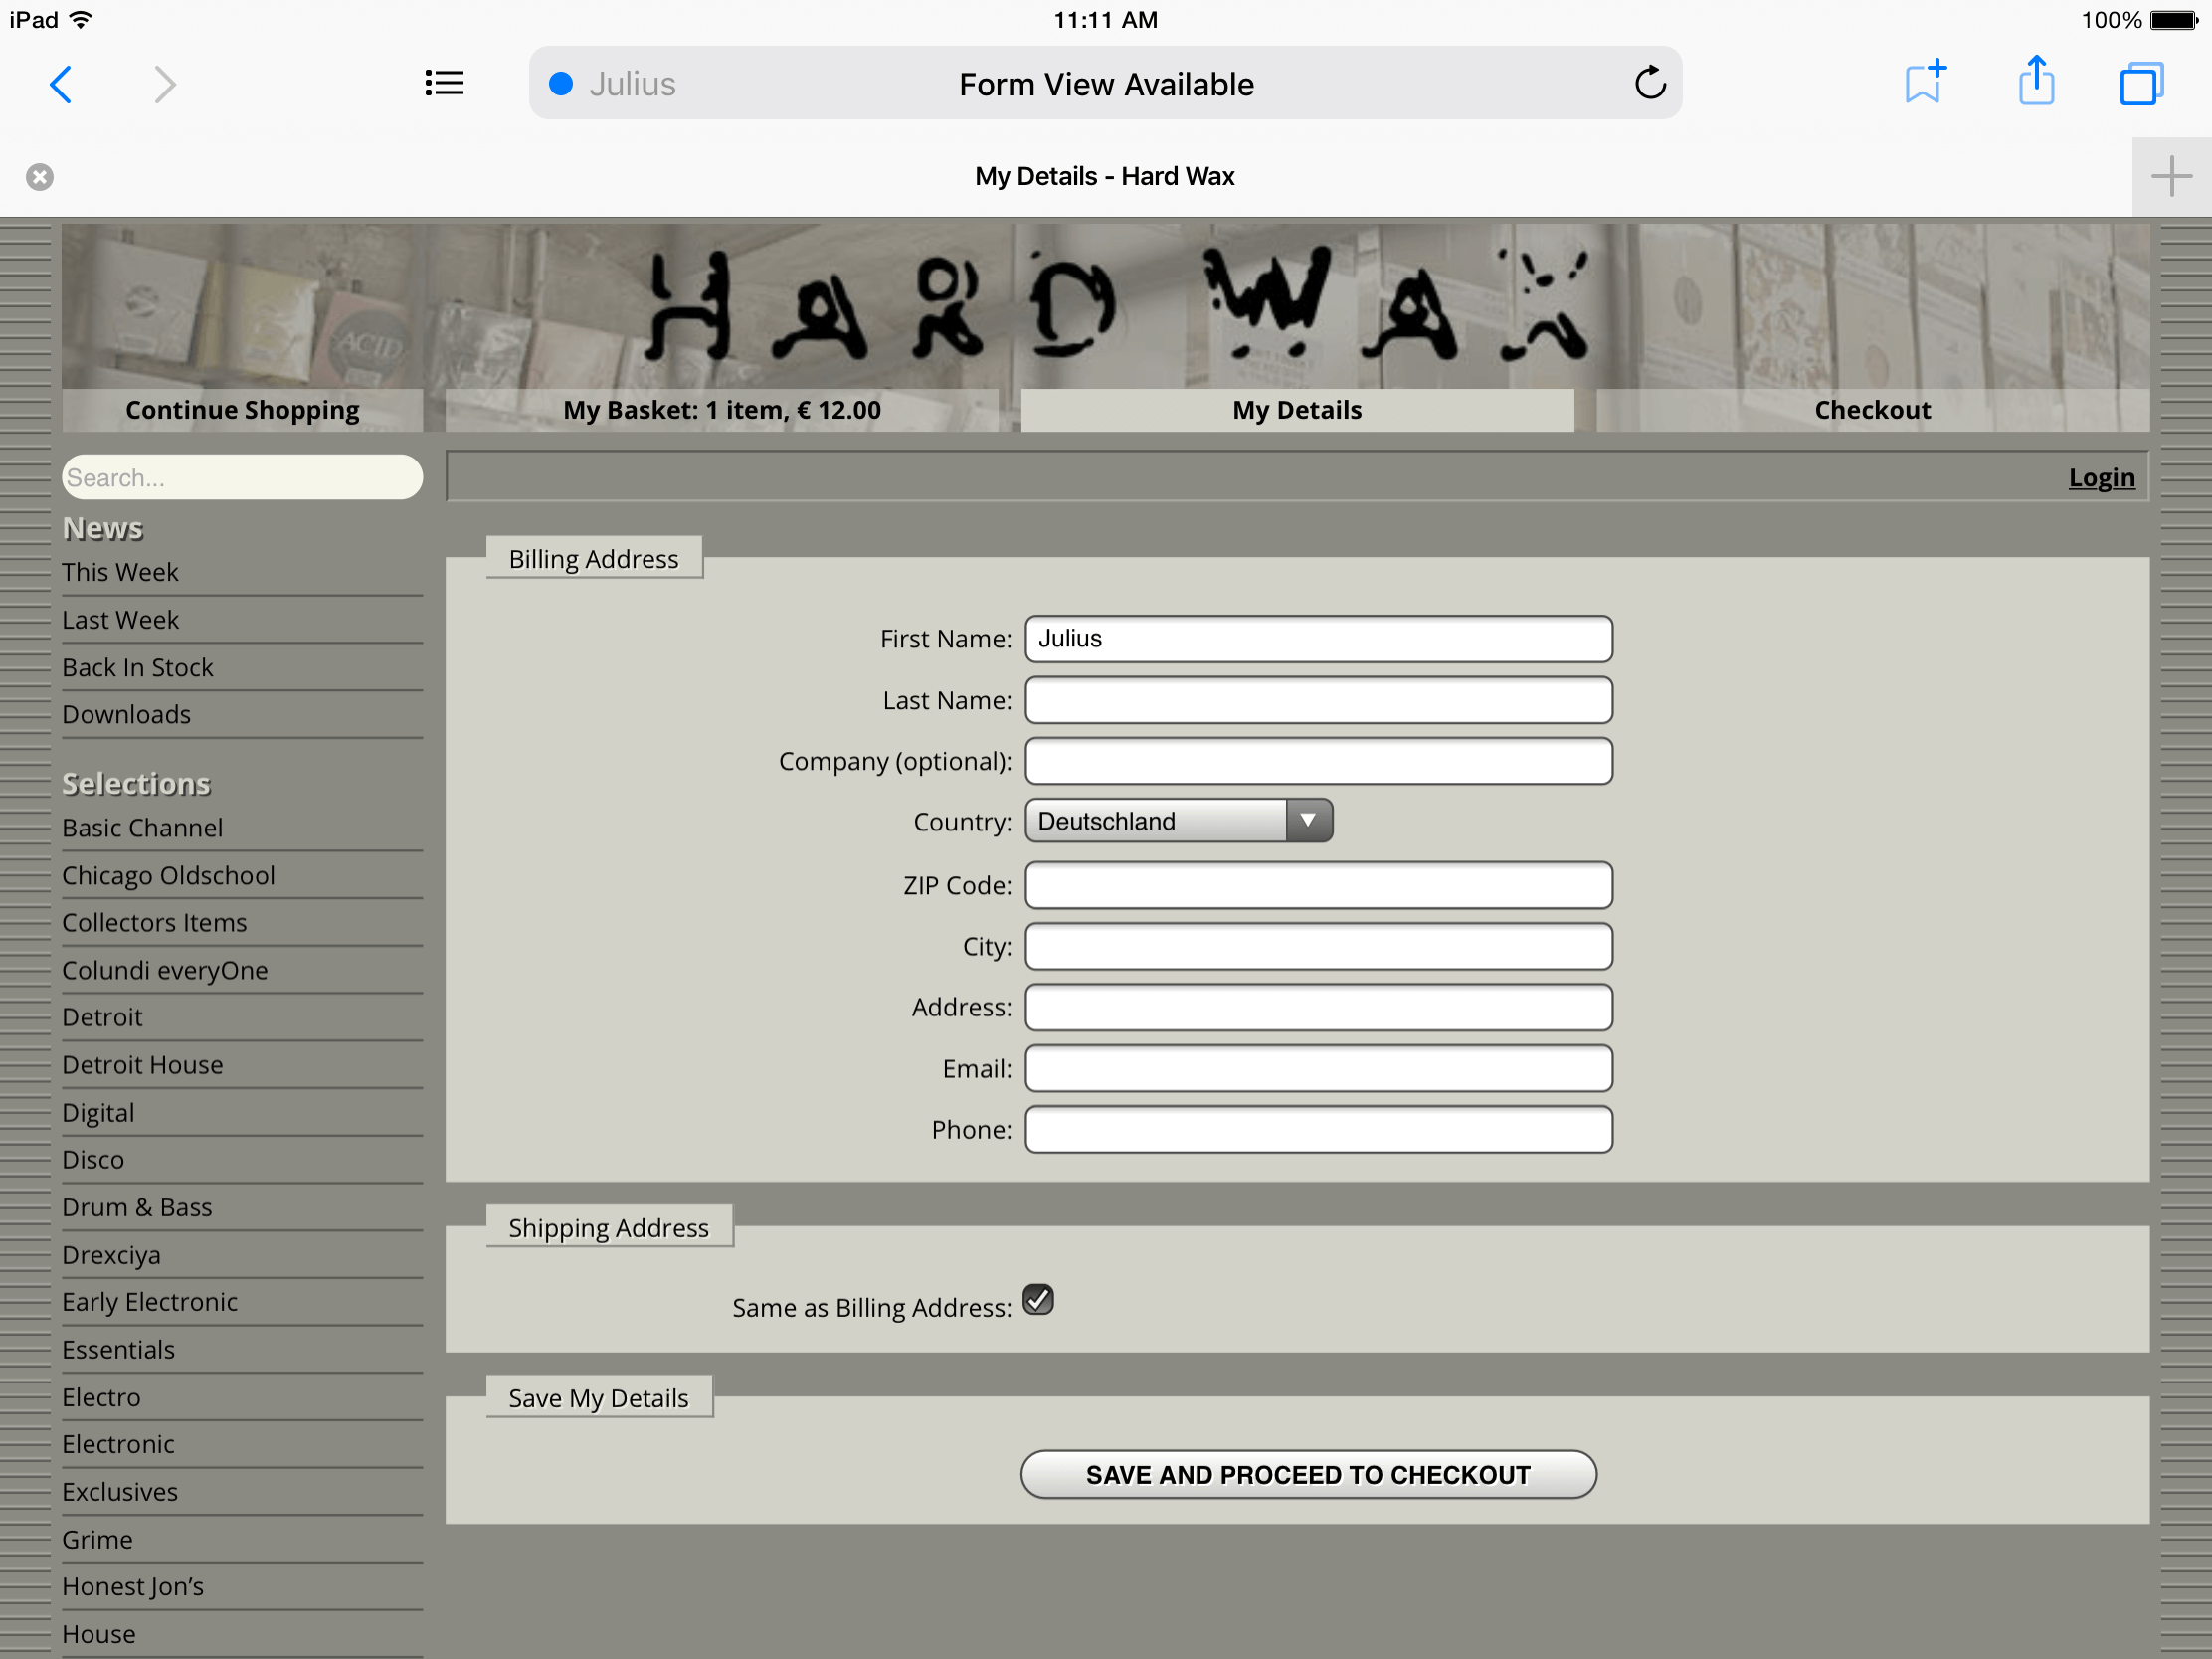 iPad 11:11 AM 100%
Julius Form View Available
My Details - Hard Wax
HARD WAX
ACID
Continue Shopping My Basket: 1 item, € 12.00 My Details Checkout
Search... Login
News
This Week
Last Week
Back In Stock
Downloads
Selections
Basic Channel
Chicago Oldschool
Collectors Items
Colundi everyOne
Detroit
Detroit House
Digital
Disco
Drum & Bass
Drexciya
Early Electronic
Essentials
Electro
Electronic
Exclusives
Grime
Honest Jon’s
House
Billing Address
First Name: Julius
Last Name:
Company (optional):
Country: Deutschland
ZIP Code:
City:
Address:
Email:
Phone:
Shipping Address
Same as Billing Address:
Save My Details
SAVE AND PROCEED TO CHECKOUT